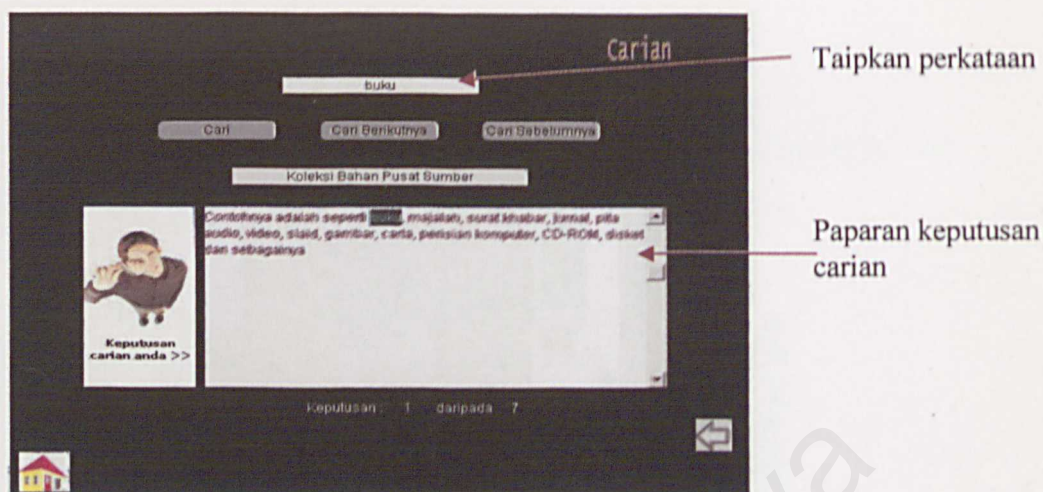 Carian
Taipkan perkataan
buku
Cari
Cari Berikutnya
Cari Sebelumnya
Koleksi Bahan Pusat Sumber
Contohnya adalah seperti buku, majalah, surat khabar, jurnal, pita
audio, video, slaid, gambar, carta, perisian komputer, CD-ROM, disket
dan sebagainya
Paparan keputusan
carian
Keputusan
carian anda >>
Keputusan : 1 daripada 7